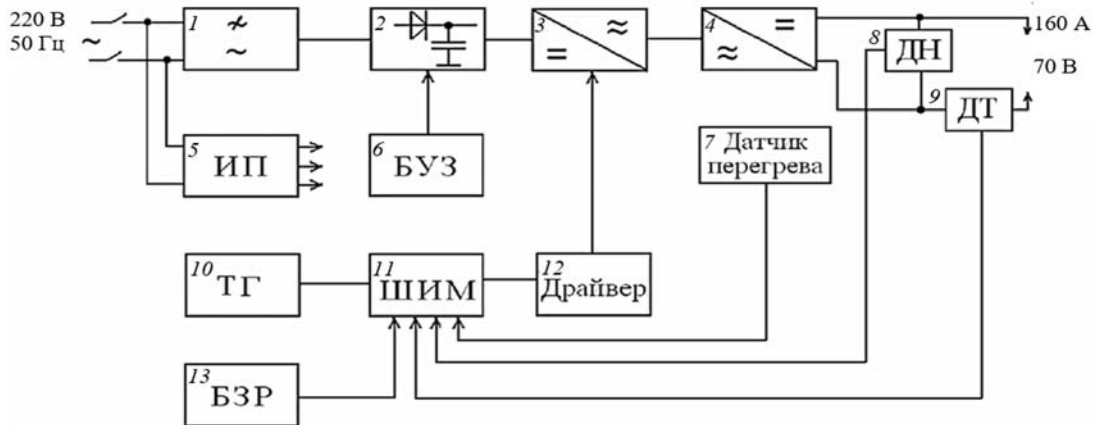 220 В
50 Гц ~
1 ≉ ~
2
3 = ≈
4 ≈ =
160 А
8 ДН
70 В
9 ДТ
5 ИП
6 БУЗ
7 Датчик
перегрева
10 ТГ
11 ШИМ
12 Драйвер
13 БЗР